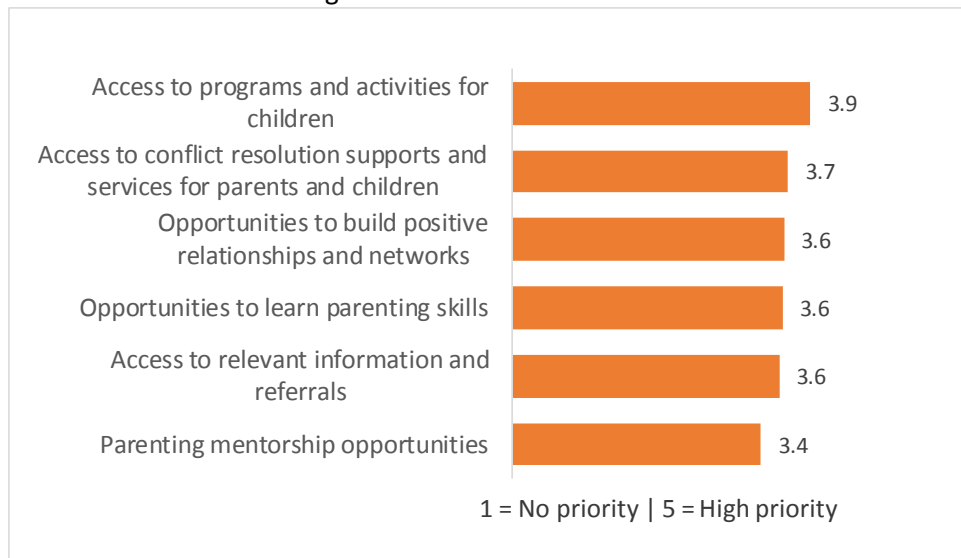 Access to programs and activities for
children
3.9
Access to conflict resolution supports and
services for parents and children
3.7
Opportunities to build positive
relationships and networks
3.6
Opportunities to learn parenting skills
3.6
Access to relevant information and
referrals
3.6
Parenting mentorship opportunities
3.4
1 = No priority | 5 = High priority